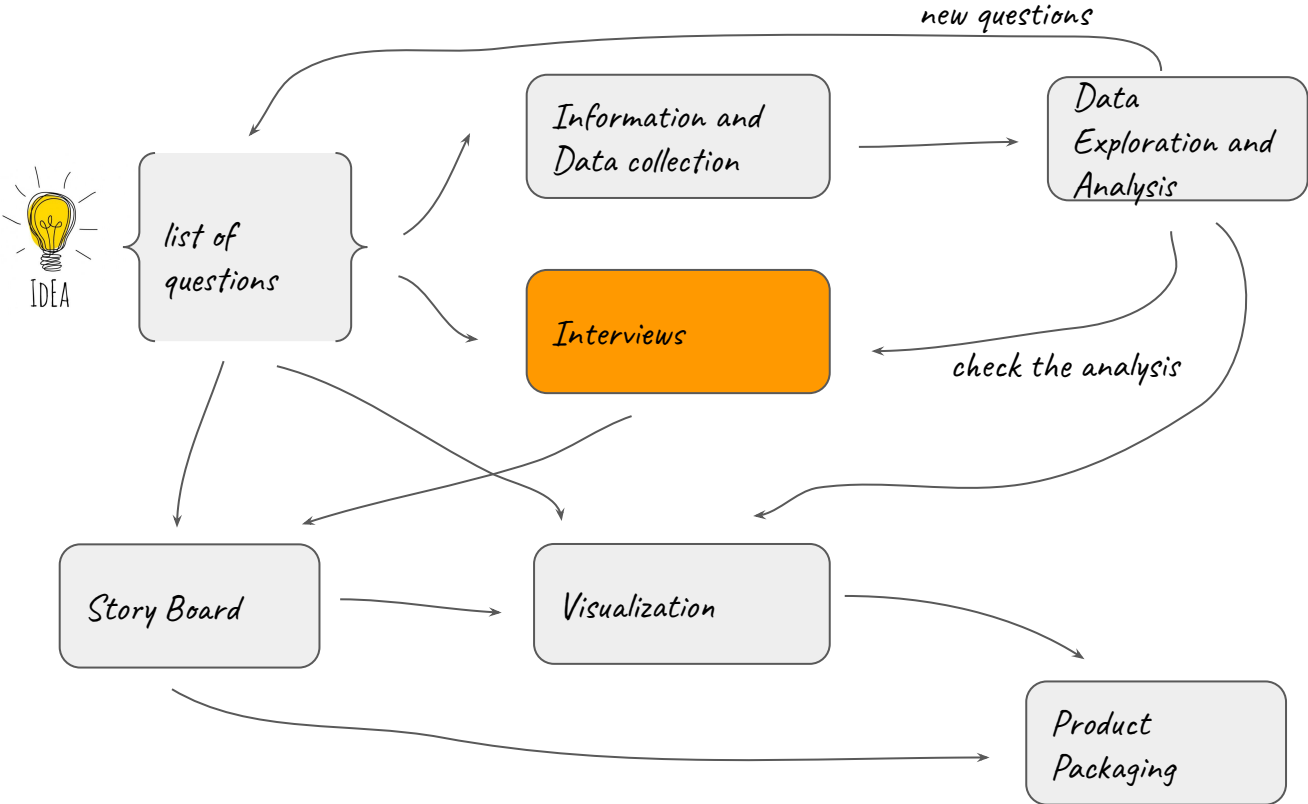 new questions
Information and
Data collection
Data
Exploration and
Analysis
IDEA
list of
questions
Interviews
check the analysis
Story Board
Visualization
Product
Packaging